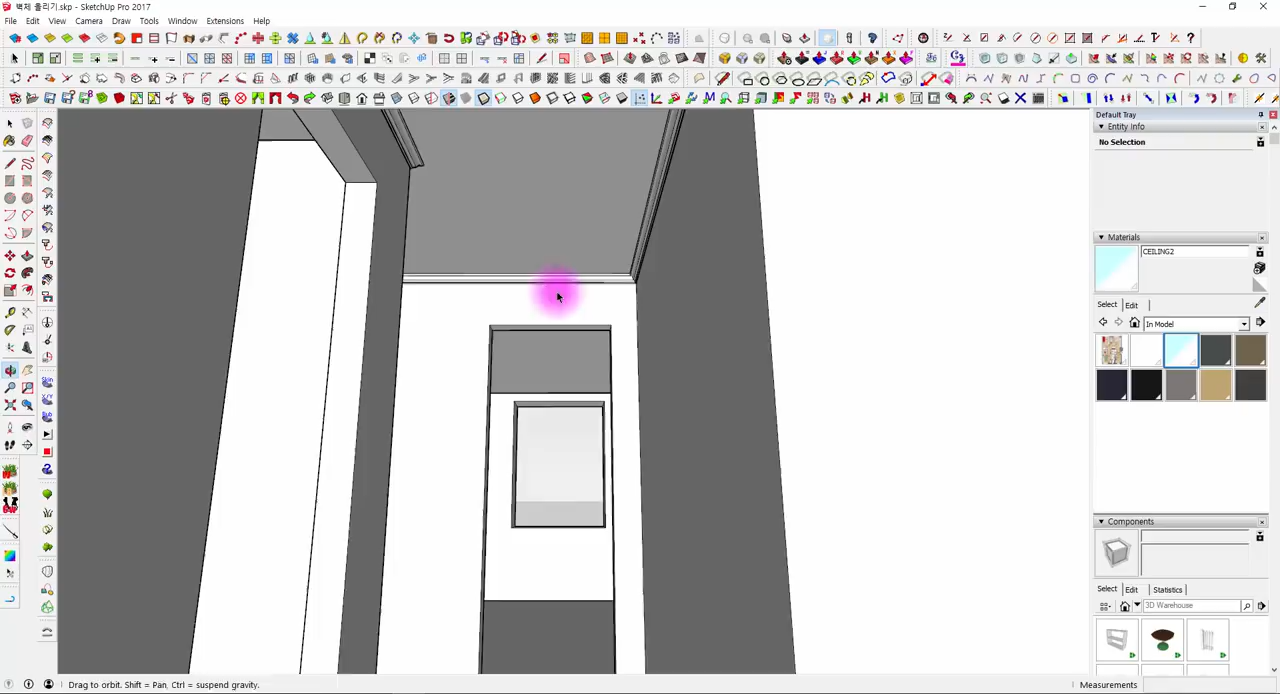 벽체 올리기.skp - SketchUp Pro 2017
File Edit View Camera Draw Tools Window Extensions Help
Default Tray
Entity Info
No Selection
Materials
CEILING2
Select Edit
In Model
Components
Select Edit Statistics
3D Warehouse
Drag to orbit. Shift = Pan, Ctrl = suspend gravity.
Measurements